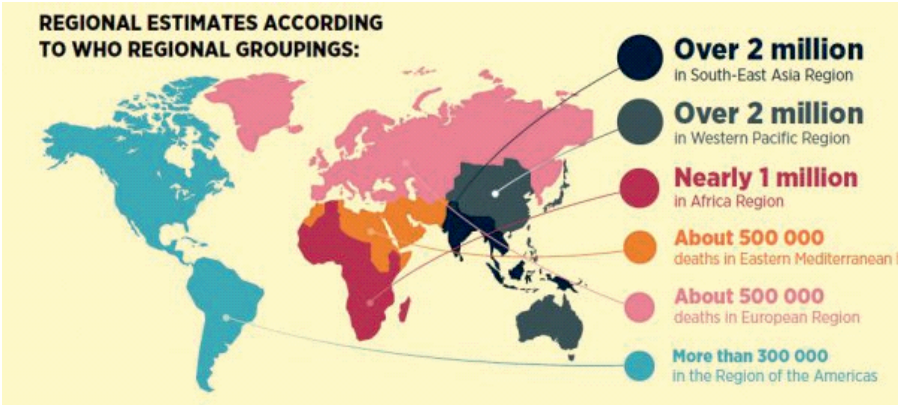 REGIONAL ESTIMATES ACCORDING
TO WHO REGIONAL GROUPINGS:
Over 2 million
in South-East Asia Region
Over 2 million
in Western Pacific Region
Nearly 1 million
in Africa Region
About 500 000
deaths in Eastern Mediterranean
About 500 000
deaths in European Region
More than 300 000
in the Region of the Americas